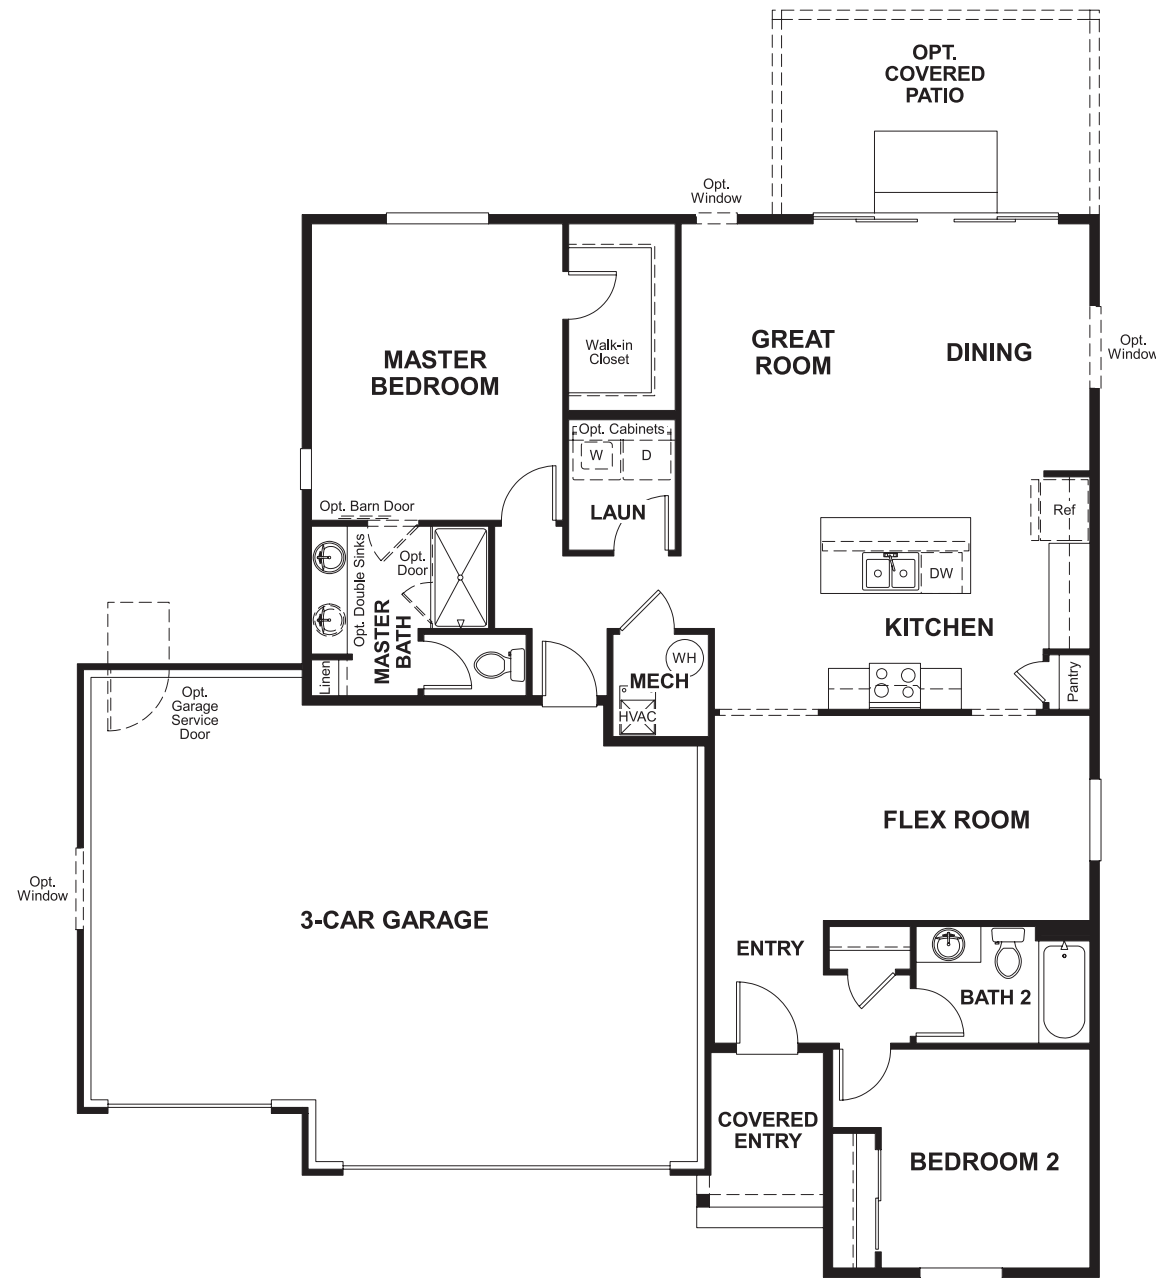 OPT.
COVERED
PATIO
Opt.
Window
GREAT
ROOM
DINING
Opt.
Window
MASTER
BEDROOM
Walk-in
Closet
Opt. Cabinets
W
D
LAUN
Opt. Barn Door
Opt. Double Sinks
Opt.
Door
MASTER
BATH
Linen
Ref
DW
KITCHEN
Pantry
WH
MECH
HVAC
Opt.
Garage
Service
Door
FLEX ROOM
Opt.
Window
3-CAR GARAGE
ENTRY
BATH 2
COVERED
ENTRY
BEDROOM 2